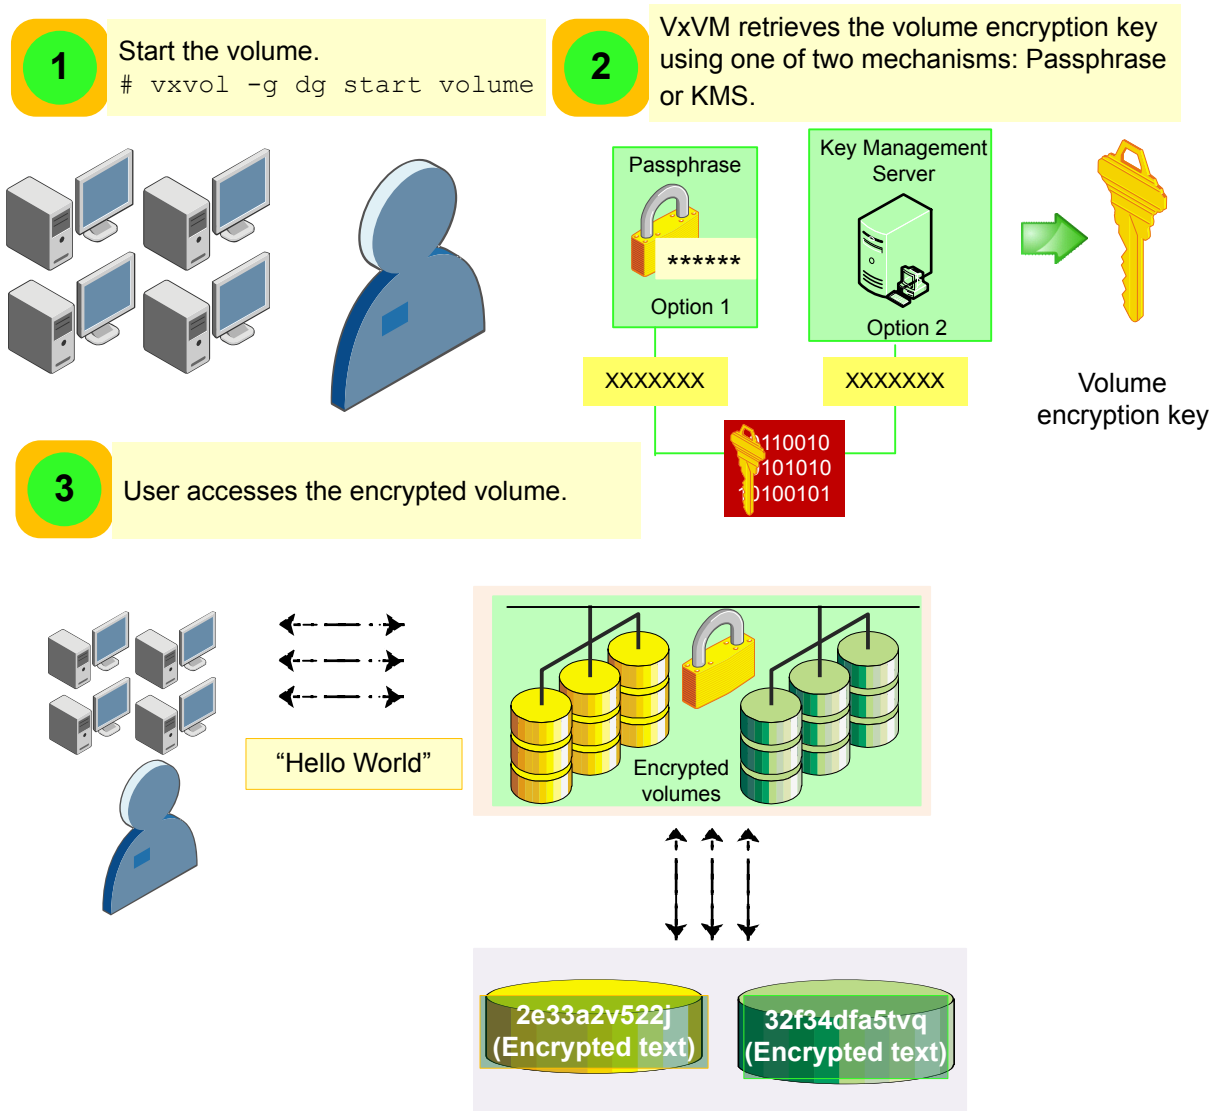 1
Start the volume.
# vxvol -g dg start volume
2
VxVM retrieves the volume encryption key
using one of two mechanisms: Passphrase
or KMS.
Passphrase
******
Option 1
Key Management
Server
Option 2
XXXXXXX
XXXXXXX
Volume
encryption key
110010
101010
10100101
3
User accesses the encrypted volume.
“Hello World”
Encrypted
volumes
2e33a2v522j
(Encrypted text)
32f34dfa5tvq
(Encrypted text)